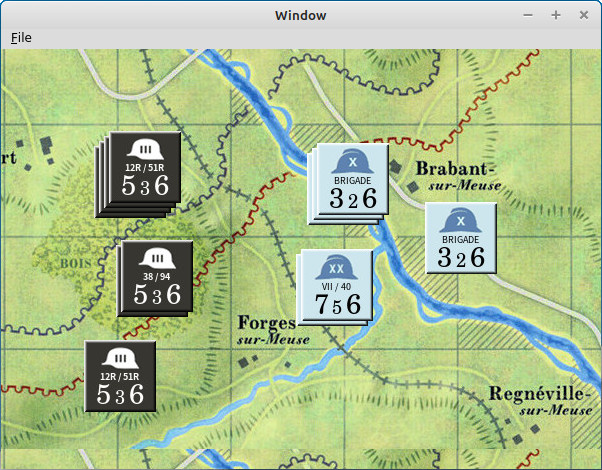 Window
File
rt
III
12R / 51R
5 3 6
X
BRIGADE
3 2 6
Brabant-
sur-Meuse
X
BRIGADE
3 2 6
BOIS
III
38 / 94
5 3 6
XX
VII / 40
7 5 6
Forges
sur-Meuse
III
12R / 51R
5 3 6
Regnéville-
sur-Meuse